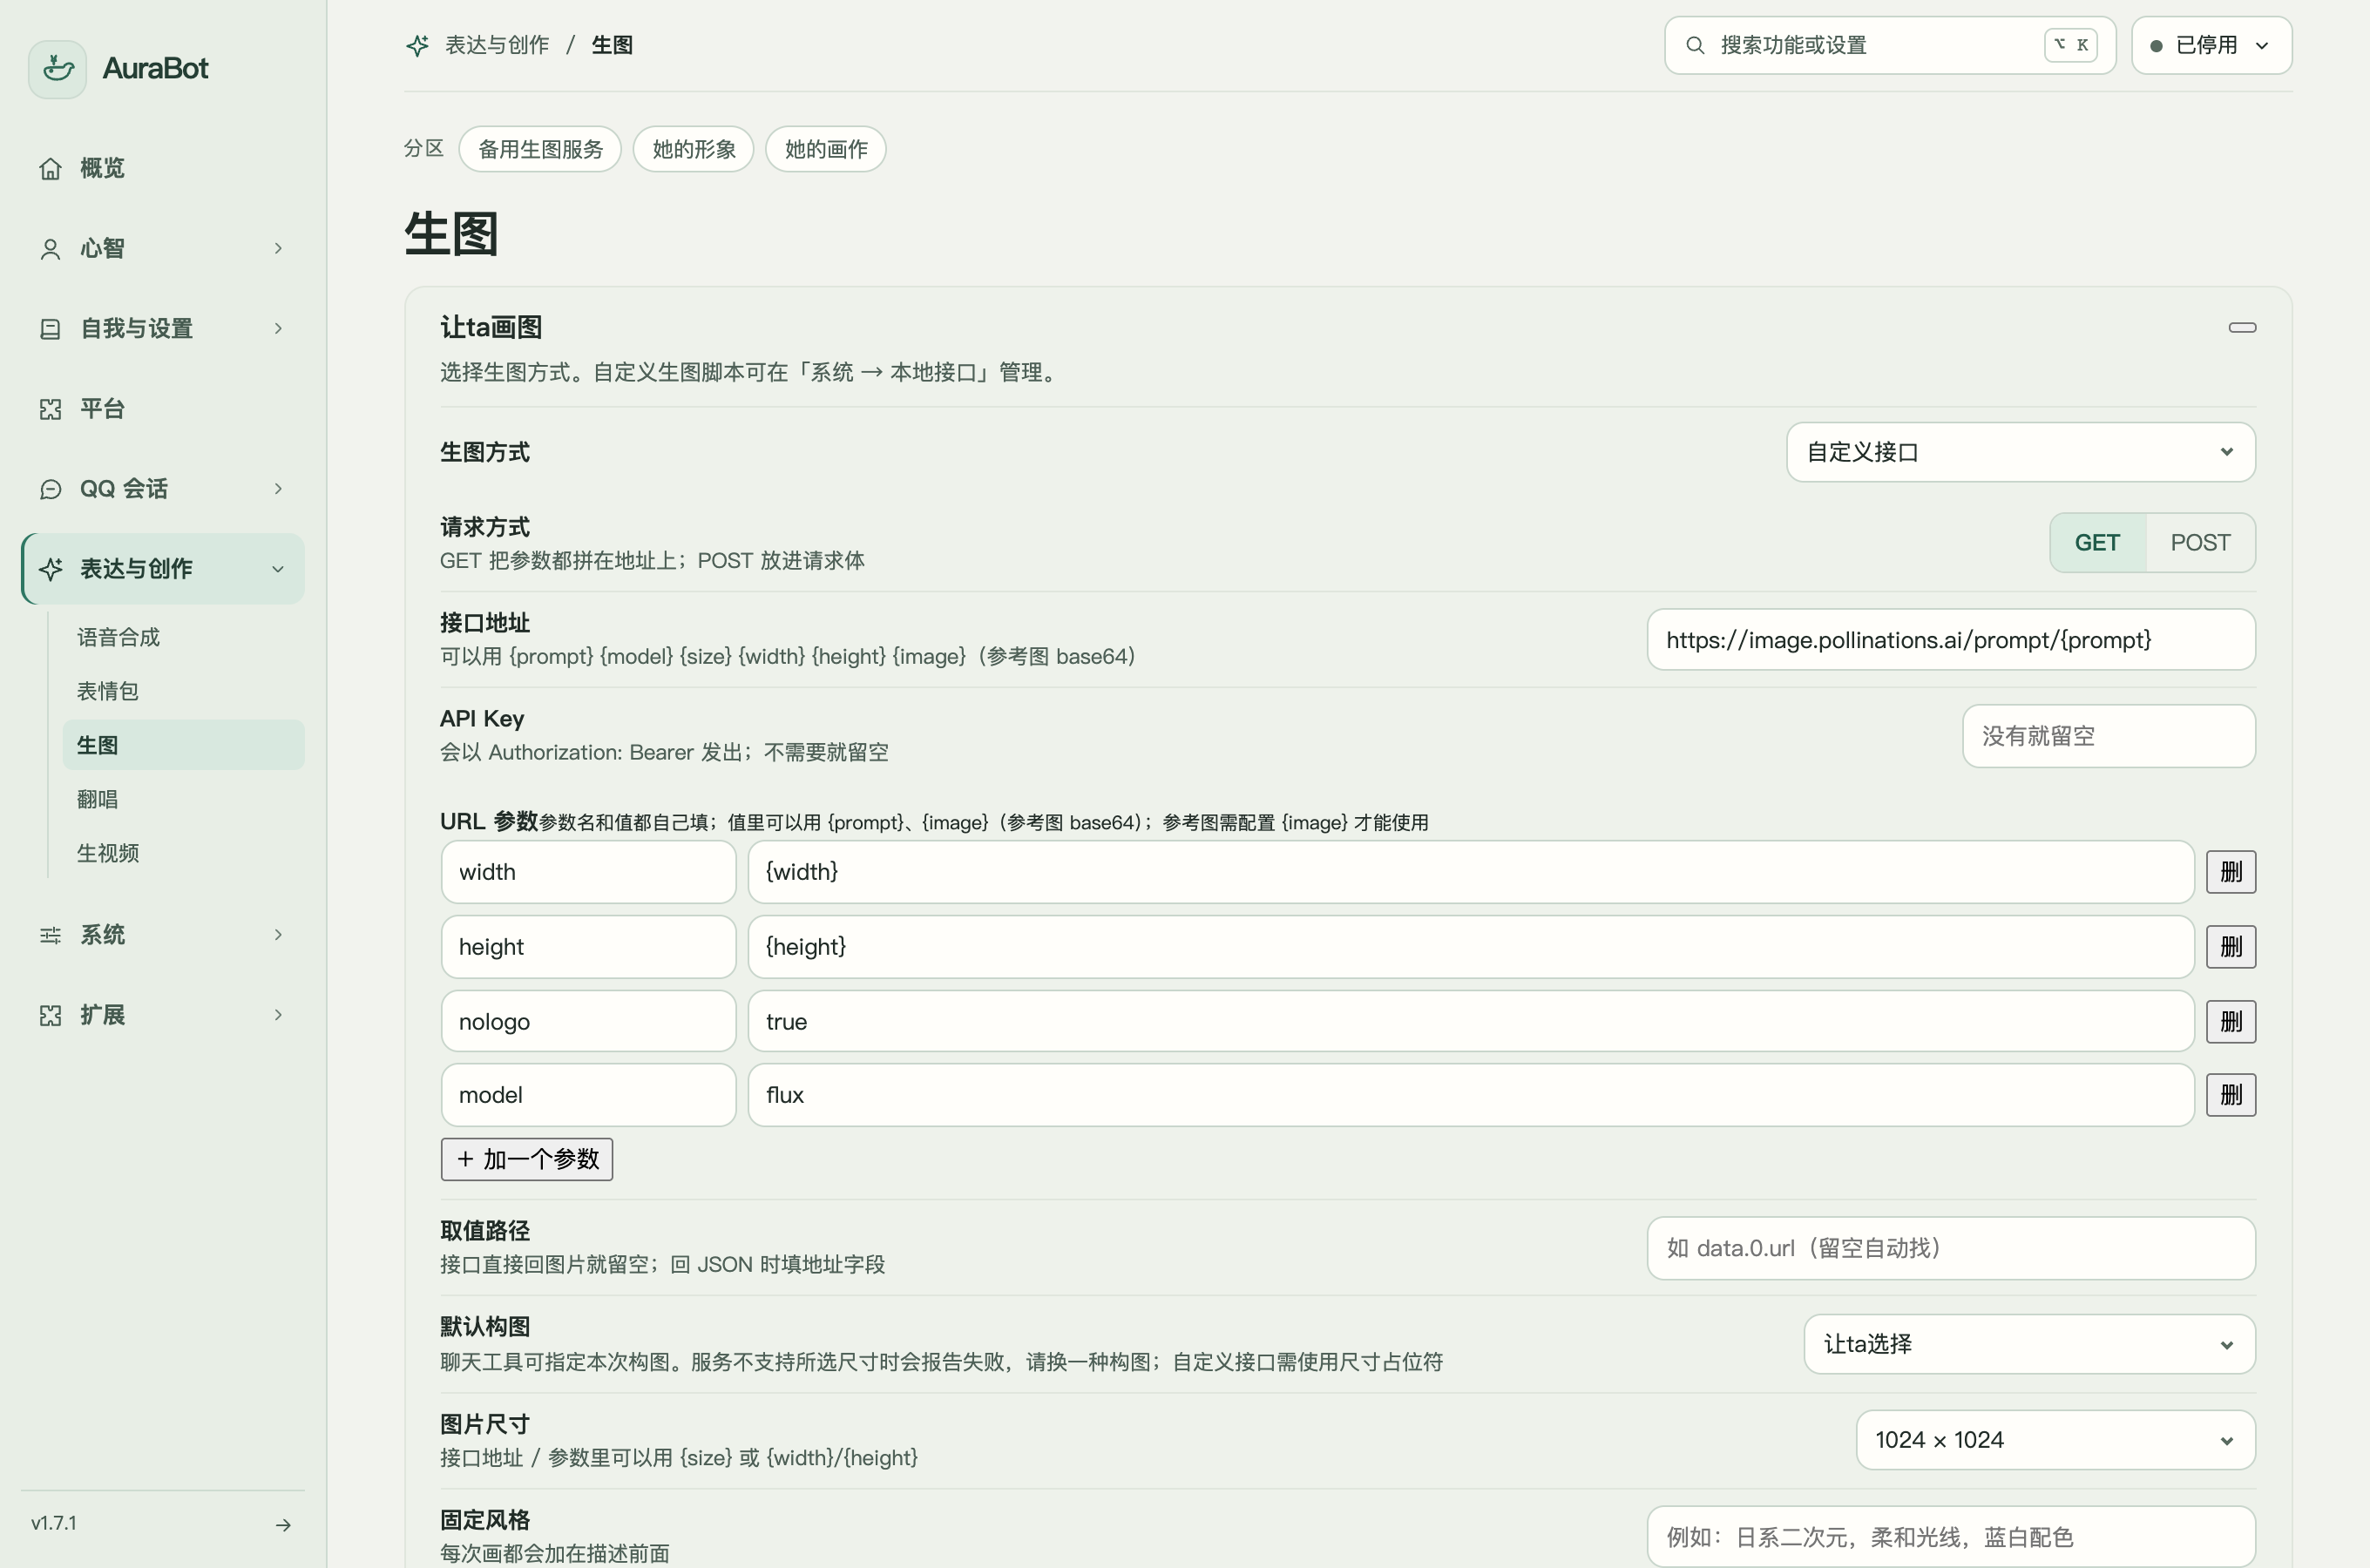 AuraBot
概览
心智
自我与设置
平台
QQ 会话
表达与创作
语音合成
表情包
生图
翻唱
生视频
系统
扩展
v1.7.1
表达与创作 / 生图
搜索功能或设置
⌥ K
已停用
分区 备用生图服务 她的形象 她的画作
生图
让ta画图
选择生图方式。自定义生图脚本可在「系统 → 本地接口」管理。
生图方式
自定义接口
请求方式
GET 把参数都拼在地址上；POST 放进请求体
GET POST
接口地址
可以用 {prompt} {model} {size} {width} {height} {image}（参考图 base64）
https://image.pollinations.ai/prompt/{prompt}
API Key
会以 Authorization: Bearer 发出；不需要就留空
没有就留空
URL 参数参数名和值都自己填；值里可以用 {prompt}、{image}（参考图 base64）；参考图需配置 {image} 才能使用
width {width} 删
height {height} 删
nologo true 删
model flux 删
+ 加一个参数
取值路径
接口直接回图片就留空；回 JSON 时填地址字段
如 data.0.url（留空自动找）
默认构图
聊天工具可指定本次构图。服务不支持所选尺寸时会报告失败，请换一种构图；自定义接口需使用尺寸占位符
让ta选择
图片尺寸
接口地址 / 参数里可以用 {size} 或 {width}/{height}
1024 × 1024
固定风格
每次画都会加在描述前面
例如：日系二次元，柔和光线，蓝白配色